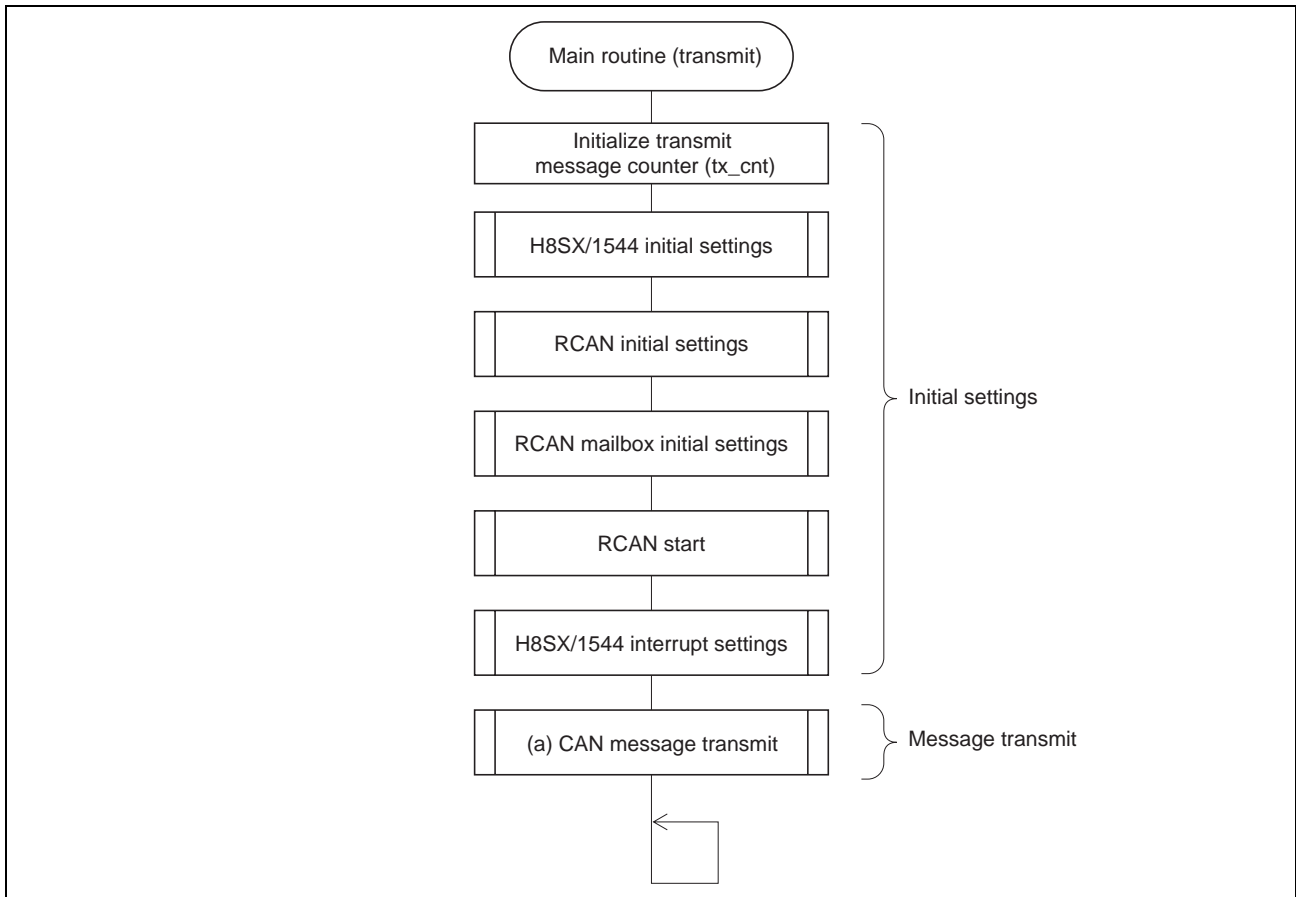 Main routine (transmit)
Initialize transmit
message counter (tx_cnt)
H8SX/1544 initial settings
RCAN initial settings
Initial settings
RCAN mailbox initial settings
RCAN start
H8SX/1544 interrupt settings
(a) CAN message transmit
Message transmit